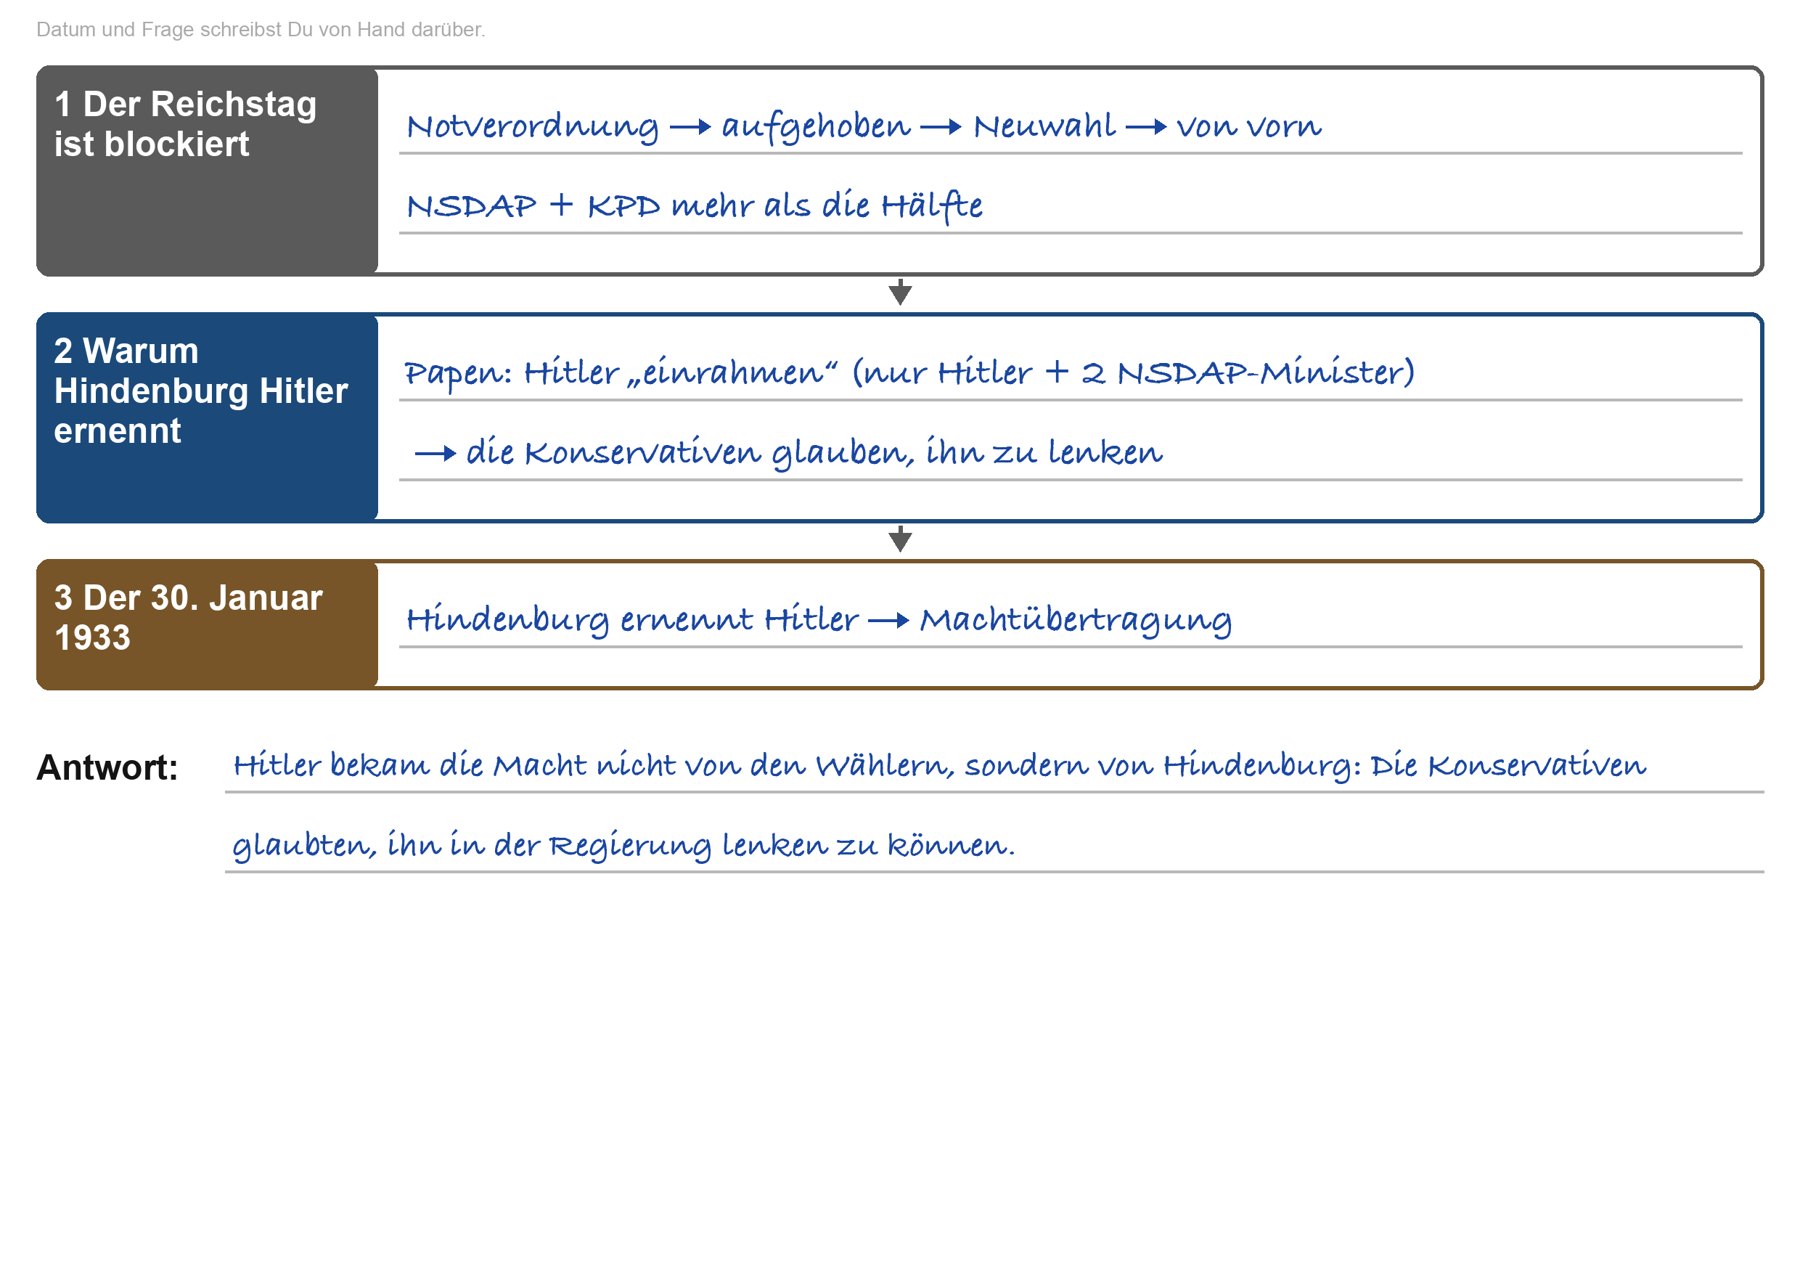 Datum und Frage schreibst Du von Hand darüber.
1 Der Reichstag
ist blockiert
Notverordnung → aufgehoben → Neuwahl → von vorn
NSDAP + KPD mehr als die Hälfte
2 Warum
Hindenburg Hitler
ernennt
Papen: Hitler „einrahmen“ (nur Hitler + 2 NSDAP-Minister)
→ die Konservativen glauben, ihn zu lenken
3 Der 30. Januar
1933
Hindenburg ernennt Hitler → Machtübertragung
Antwort:
Hitler bekam die Macht nicht von den Wählern, sondern von Hindenburg: Die Konservativen
glaubten, ihn in der Regierung lenken zu können.